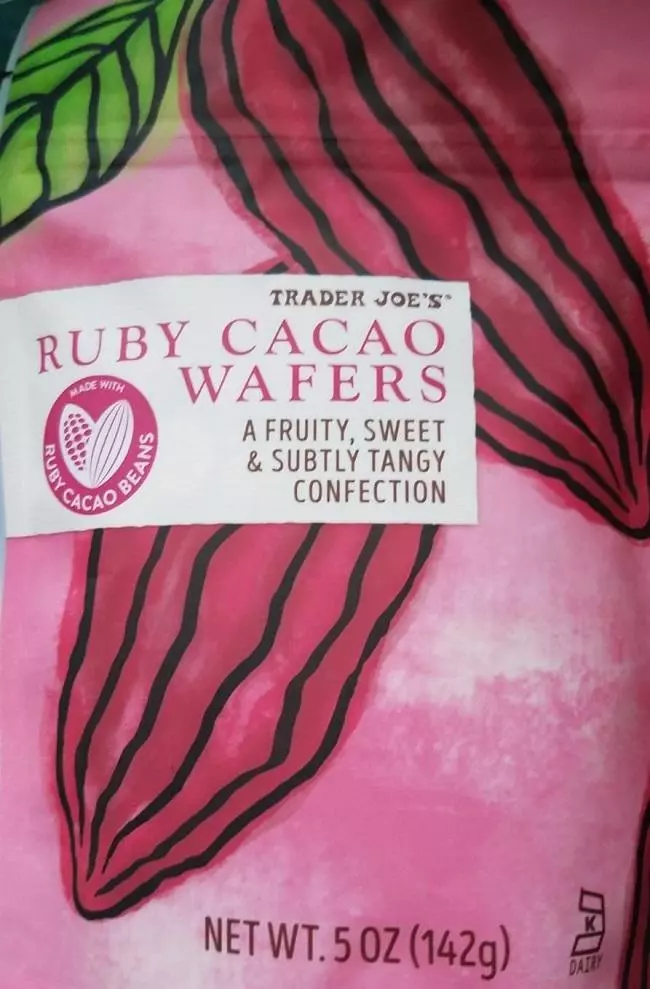 TRADER JOE'S
RUBY CACAO
WAFERS
MADE WITH
RUBY CACAO BEANS
A FRUITY, SWEET
& SUBTLY TANGY
CONFECTION
NET WT. 5 OZ (142g)
K
DAIRY